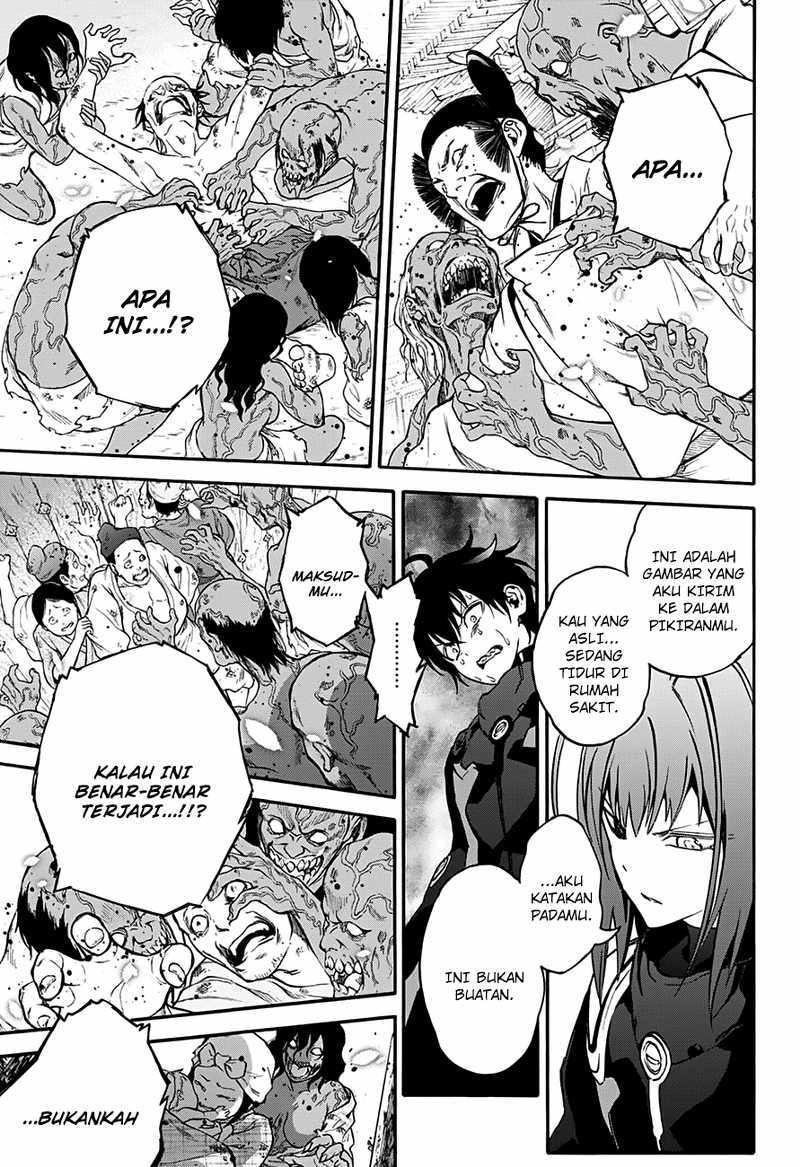 APA...
APA
INI...!?
INI ADALAH
GAMBAR YANG
AKU KIRIM
KE DALAM
PIKIRANMU.
KAU YANG
ASLI...
SEDANG
TIDUR DI
RUMAH
SAKIT.
...AKU
KATAKAN
PADAMU.
INI BUKAN
BUATAN.
.........
MAKSUD-
MU...
KALAU INI
BENAR-BENAR
TERJADI...!!?
...BUKANKAH